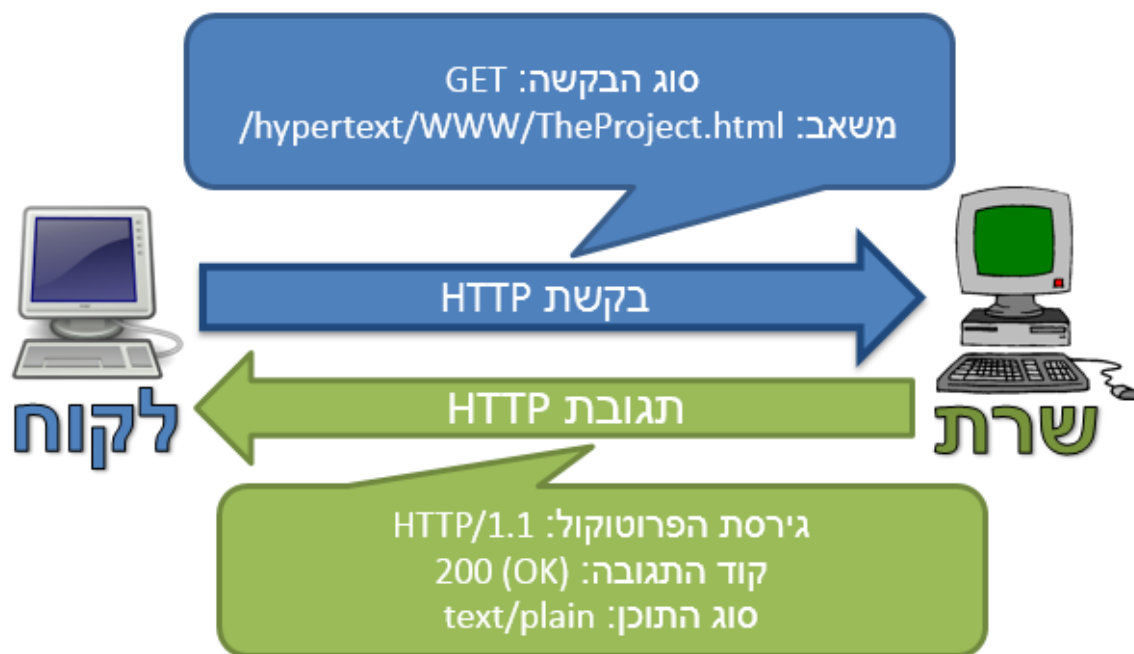 סוג הבקשה: GET
משאב: /hypertext/WWW/TheProject.html
בקשת HTTP
תגובת HTTP
לקוח
שרת
גירסת הפרוטוקול: HTTP/1.1
קוד התגובה: 200 (OK)
סוג התוכן: text/plain